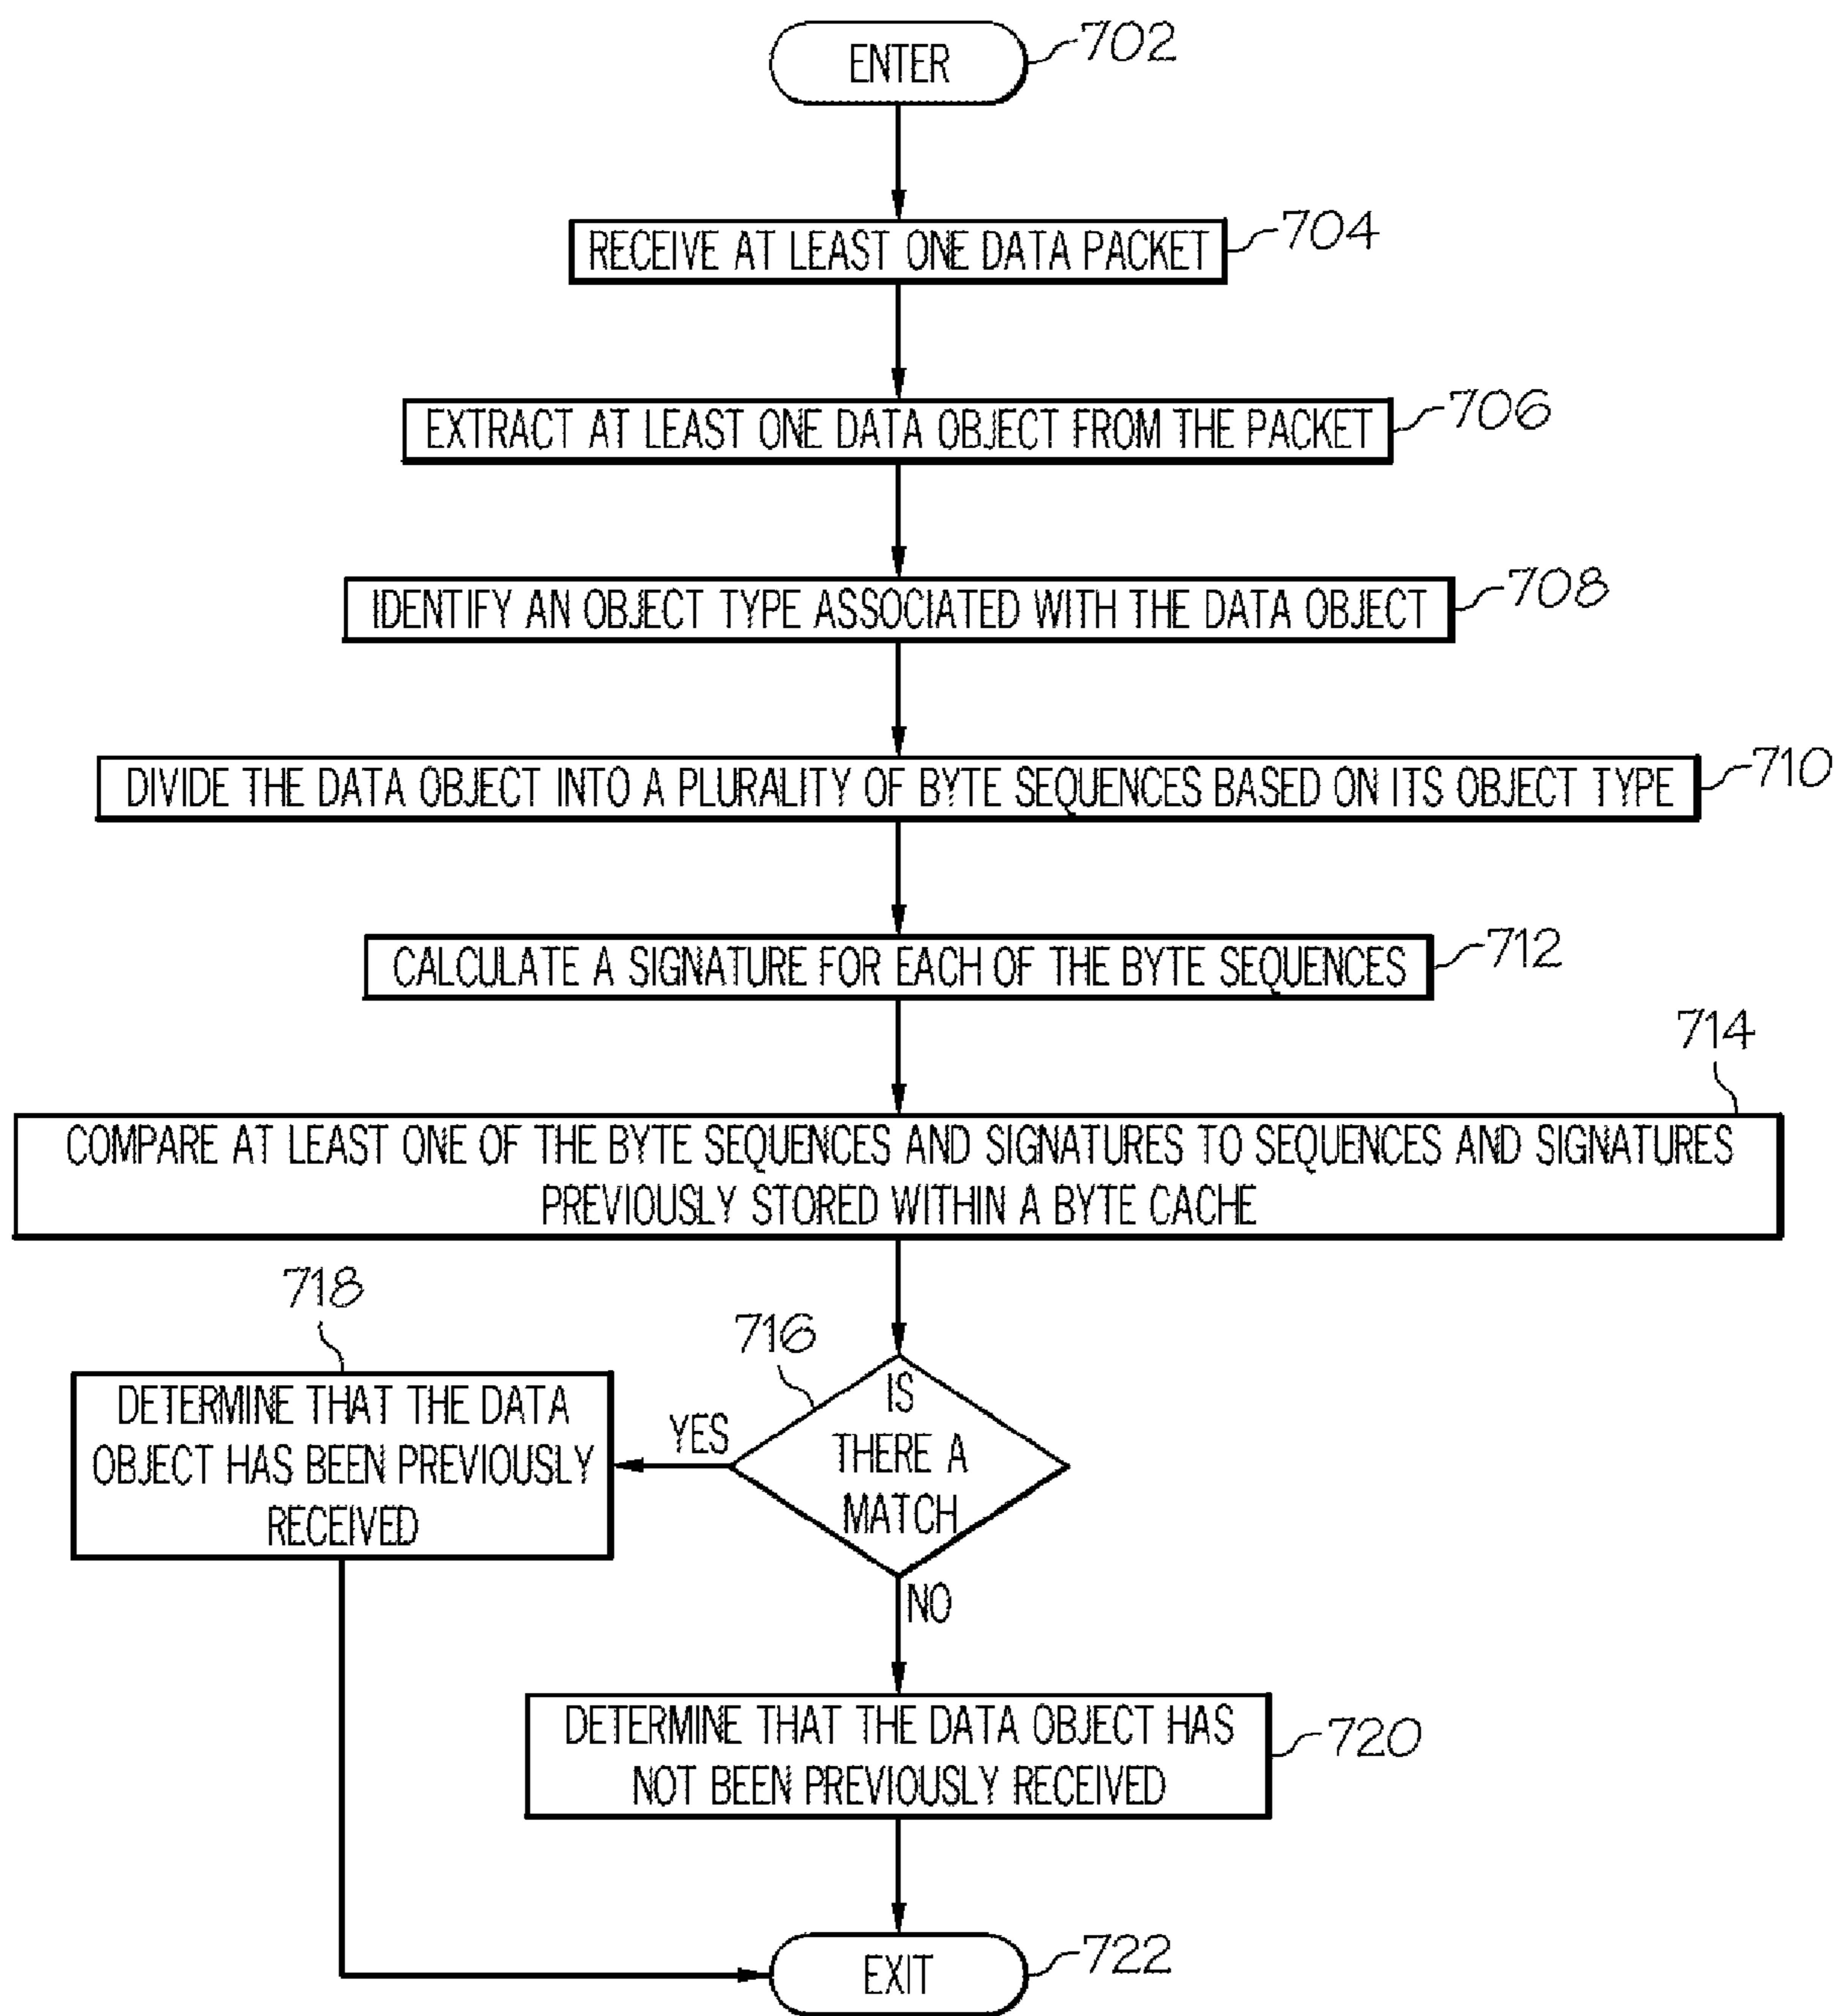 ENTER
702
RECEIVE AT LEAST ONE DATA PACKET
704
EXTRACT AT LEAST ONE DATA OBJECT FROM THE PACKET
706
IDENTIFY AN OBJECT TYPE ASSOCIATED WITH THE DATA OBJECT
708
DIVIDE THE DATA OBJECT INTO A PLURALITY OF BYTE SEQUENCES BASED ON ITS OBJECT TYPE
710
CALCULATE A SIGNATURE FOR EACH OF THE BYTE SEQUENCES
712
714
COMPARE AT LEAST ONE OF THE BYTE SEQUENCES AND SIGNATURES TO SEQUENCES AND SIGNATURES
PREVIOUSLY STORED WITHIN A BYTE CACHE
718
716
DETERMINE THAT THE DATA
OBJECT HAS BEEN PREVIOUSLY
RECEIVED
YES
IS
THERE A
MATCH
NO
DETERMINE THAT THE DATA OBJECT HAS
NOT BEEN PREVIOUSLY RECEIVED
720
EXIT
722